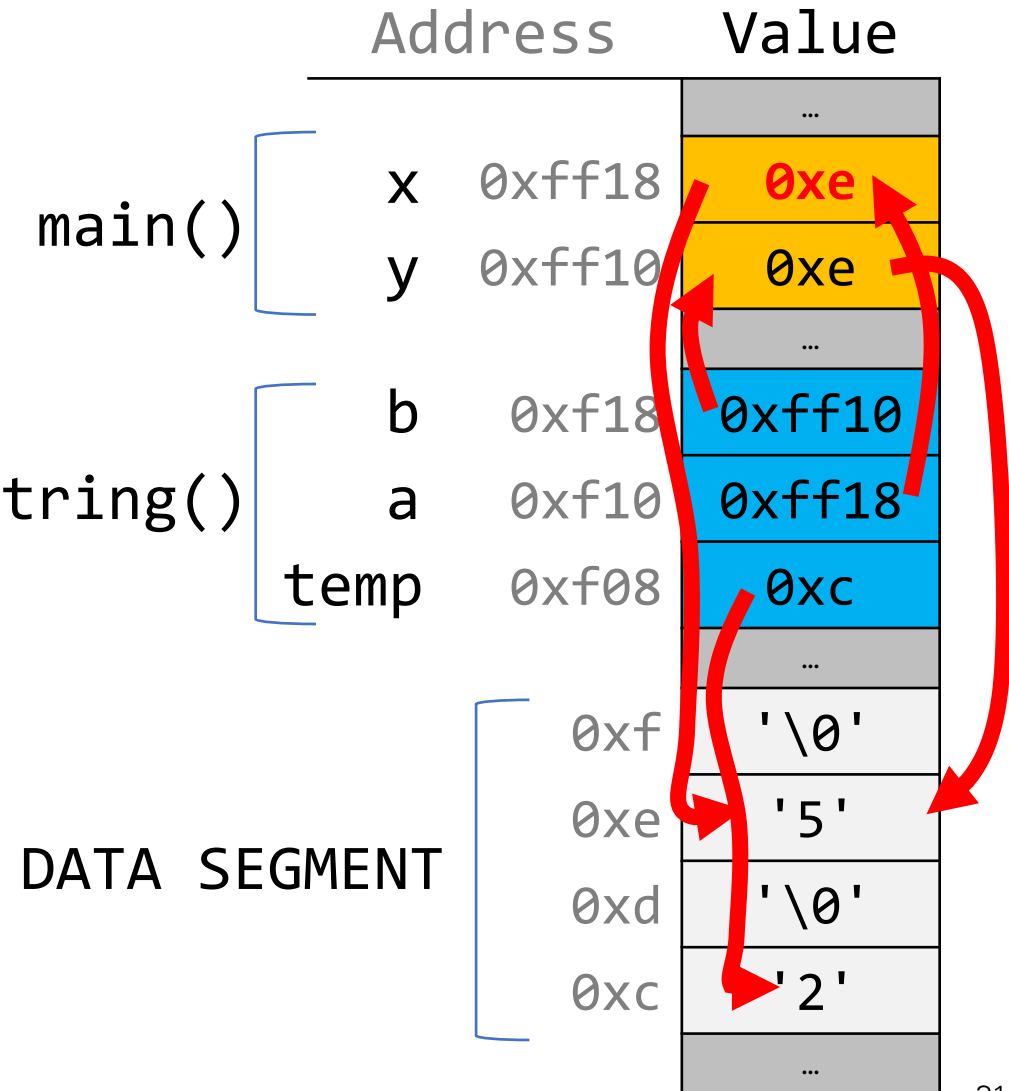 Address Value
…
x 0xff18 0xe
main()
y 0xff10 0xe
…
b 0xf18 0xff10
tring() a 0xf10 0xff18
temp 0xf08 0xc
…
0xf '\0'
0xe '5'
DATA SEGMENT
0xd '\0'
0xc '2'
…